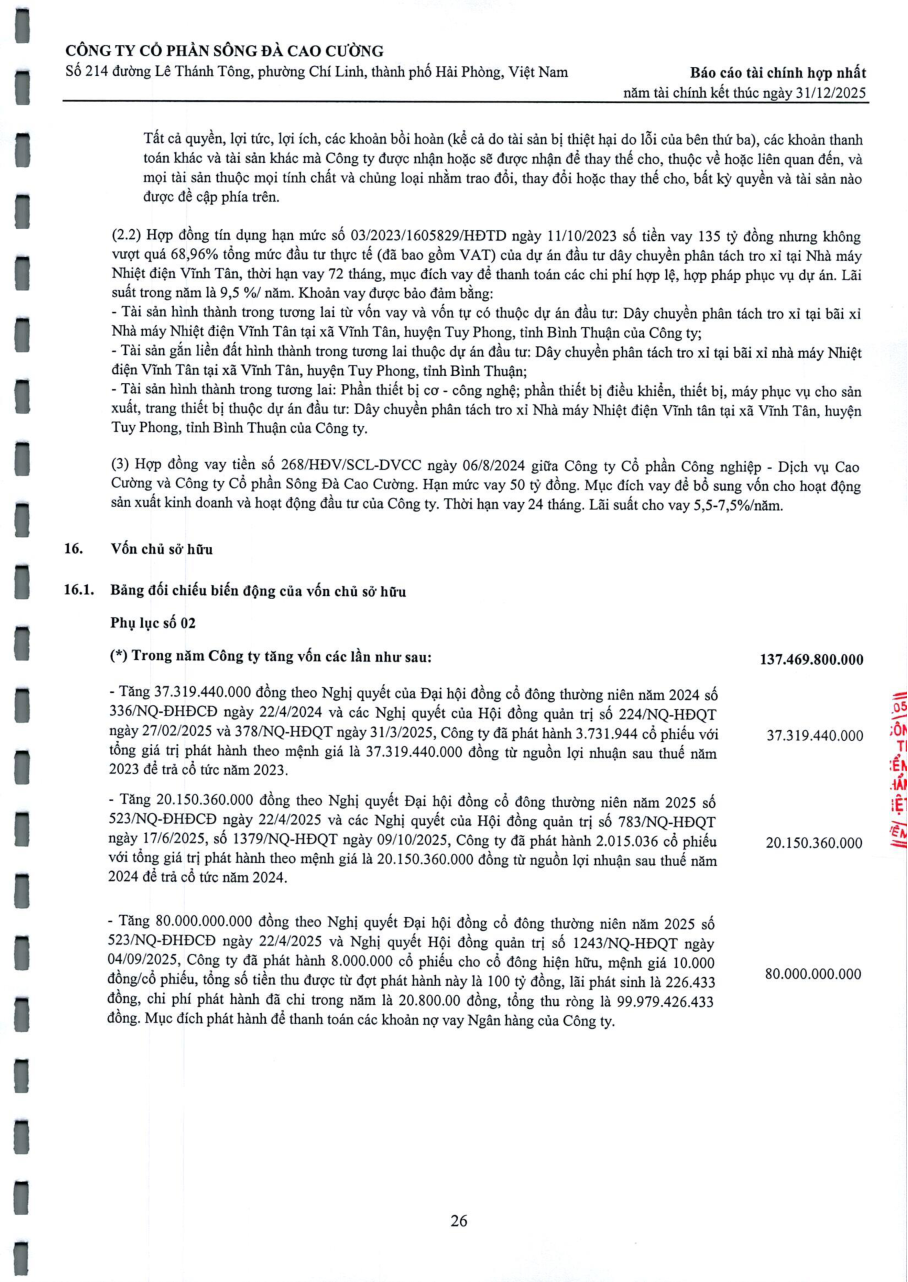 CÔNG TY CỔ PHẦN SÔNG ĐÀ CAO CƯỜNG
Số 214 đường Lê Thánh Tông, phường Chí Linh, thành phố Hải Phòng, Việt Nam
Báo cáo tài chính hợp nhất
năm tài chính kết thúc ngày 31/12/2025
Tất cả quyền, lợi tức, lợi ích, các khoản bồi hoàn (kể cả do tài sản bị thiệt hại do lỗi của bên thứ ba), các khoản thanh
toán khác và tài sản khác mà Công ty được nhận hoặc sẽ được nhận để thay thế cho, thuộc về hoặc liên quan đến, và
mọi tài sản thuộc mọi tính chất và chủng loại nhằm trao đổi, thay đổi hoặc thay thế cho, bất kỳ quyền và tài sản nào
được đề cập phía trên.
(2.2) Hợp đồng tín dụng hạn mức số 03/2023/1605829/HĐTD ngày 11/10/2023 số tiền vay 135 tỷ đồng nhưng không
vượt quá 68,96% tổng mức đầu tư thực tế (đã bao gồm VAT) của dự án đầu tư dây chuyền phân tách tro xỉ tại Nhà máy
Nhiệt điện Vĩnh Tân, thời hạn vay 72 tháng, mục đích vay để thanh toán các chi phí hợp lệ, hợp pháp phục vụ dự án. Lãi
suất trong năm là 9,5 %/ năm. Khoản vay được bảo đảm bằng:
- Tài sản hình thành trong tương lai từ vốn vay và vốn tự có thuộc dự án đầu tư: Dây chuyền phân tách tro xỉ tại bãi xỉ
Nhà máy Nhiệt điện Vĩnh Tân tại xã Vĩnh Tân, huyện Tuy Phong, tỉnh Bình Thuận của Công ty;
- Tài sản gắn liền đất hình thành trong tương lai thuộc dự án đầu tư: Dây chuyền phân tách tro xỉ tại bãi xỉ nhà máy Nhiệt
điện Vĩnh Tân tại xã Vĩnh Tân, huyện Tuy Phong, tỉnh Bình Thuận;
- Tài sản hình thành trong tương lai: Phần thiết bị cơ - công nghệ; phần thiết bị điều khiển, thiết bị, máy phục vụ cho sản
xuất, trang thiết bị thuộc dự án đầu tư: Dây chuyền phân tách tro xỉ Nhà máy Nhiệt điện Vĩnh tân tại xã Vĩnh Tân, huyện
Tuy Phong, tỉnh Bình Thuận của Công ty.
(3) Hợp đồng vay tiền số 268/HĐV/SCL-DVCC ngày 06/8/2024 giữa Công ty Cổ phần Công nghiệp - Dịch vụ Cao
Cường và Công ty Cổ phần Sông Đà Cao Cường. Hạn mức vay 50 tỷ đồng. Mục đích vay để bổ sung vốn cho hoạt động
sản xuất kinh doanh và hoạt động đầu tư của Công ty. Thời hạn vay 24 tháng. Lãi suất cho vay 5,5-7,5%/năm.
16. Vốn chủ sở hữu
16.1. Bảng đối chiếu biến động của vốn chủ sở hữu
Phụ lục số 02
(*) Trong năm Công ty tăng vốn các lần như sau: 137.469.800.000
- Tăng 37.319.440.000 đồng theo Nghị quyết của Đại hội đồng cổ đông thường niên năm 2024 số
336/NQ-ĐHĐCĐ ngày 22/4/2024 và các Nghị quyết của Hội đồng quản trị số 224/NQ-HĐQT
ngày 27/02/2025 và 378/NQ-HĐQT ngày 31/3/2025, Công ty đã phát hành 3.731.944 cổ phiếu với 37.319.440.000
tổng giá trị phát hành theo mệnh giá là 37.319.440.000 đồng từ nguồn lợi nhuận sau thuế năm
2023 để trả cổ tức năm 2023.
- Tăng 20.150.360.000 đồng theo Nghị quyết Đại hội đồng cổ đông thường niên năm 2025 số
523/NQ-ĐHĐCĐ ngày 22/4/2025 và các Nghị quyết của Hội đồng quản trị số 783/NQ-HĐQT
ngày 17/6/2025, số 1379/NQ-HĐQT ngày 09/10/2025, Công ty đã phát hành 2.015.036 cổ phiếu 20.150.360.000
với tổng giá trị phát hành theo mệnh giá là 20.150.360.000 đồng từ nguồn lợi nhuận sau thuế năm
2024 để trả cổ tức năm 2024.
- Tăng 80.000.000.000 đồng theo Nghị quyết Đại hội đồng cổ đông thường niên năm 2025 số
523/NQ-ĐHĐCĐ ngày 22/4/2025 và Nghị quyết Hội đồng quản trị số 1243/NQ-HĐQT ngày
04/09/2025, Công ty đã phát hành 8.000.000 cổ phiếu cho cổ đông hiện hữu, mệnh giá 10.000
đồng/cổ phiếu, tổng số tiền thu được từ đợt phát hành này là 100 tỷ đồng, lãi phát sinh là 226.433 80.000.000.000
đồng, chi phí phát hành đã chi trong năm là 20.800.00 đồng, tổng thu ròng là 99.979.426.433
đồng. Mục đích phát hành để thanh toán các khoản nợ vay Ngân hàng của Công ty.
26